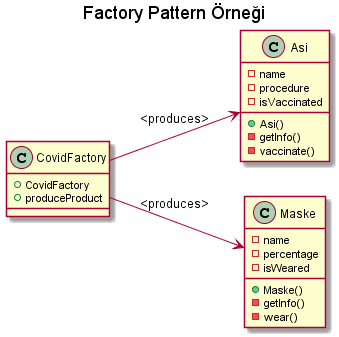 Factory Pattern Örneği
C Asi
name
procedure
isVaccinated
Asi()
getInfo()
vaccinate()
<produces>
C CovidFactory
CovidFactory
produceProduct
<produces>
C Maske
name
percentage
isWeared
Maske()
getInfo()
wear()